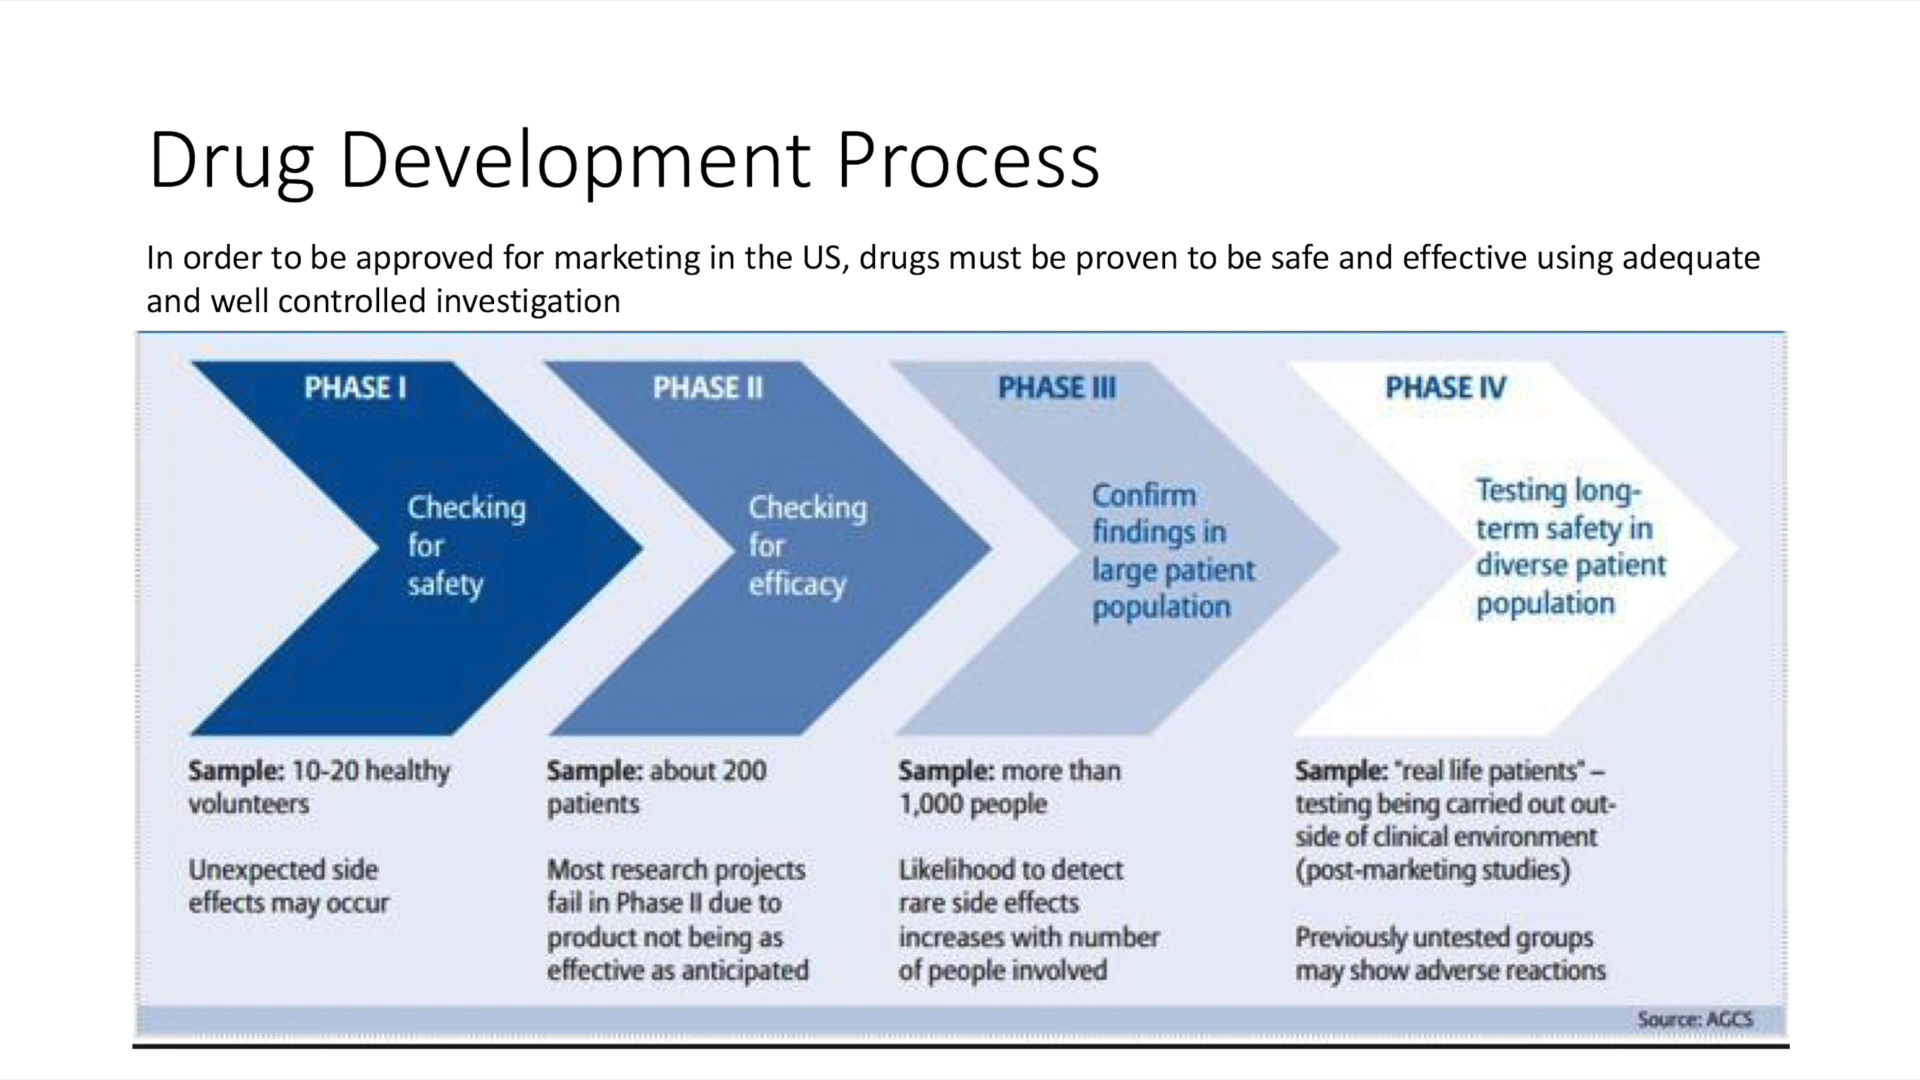 Drug Development Process
In order to be approved for marketing in the US, drugs must be proven to be safe and effective using adequate
and well controlled investigation
PHASE I
Checking
for
safety
Sample: 10-20 healthy
volunteers
Unexpected side
effects may occur
PHASE II
Checking
for
efficacy
Sample: about 200
patients
Most research projects
fail in Phase II due to
product not being as
effective as anticipated
PHASE III
Confirm
findings in
large patient
population
Sample: more than
1,000 people
Likelihood to detect
rare side effects
increases with number
of people involved
PHASE IV
Testing long-
term safety in
diverse patient
population
Sample: "real life patients" –
testing being carried out out-
side of clinical environment
(post-marketing studies)
Previously untested groups
may show adverse reactions
Source: AGCS